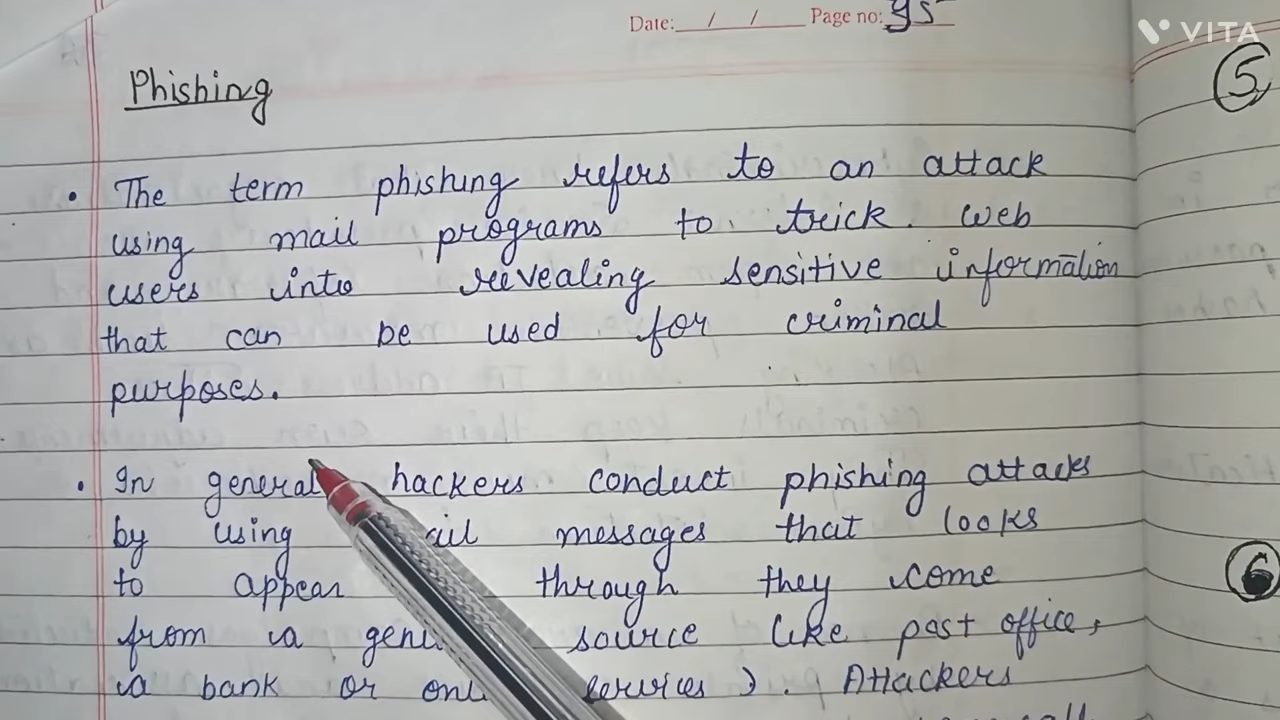 Date: / / Page no: 95
VITA
5
Phishing
• The term phishing refers to an attack
using mail programs to trick web
users into revealing sensitive information
that can be used for criminal
purposes.
• In general hackers conduct phishing attacks
by using messages that looks
to appear through they come
from a source like post office,
a bank or services). Attackers
6